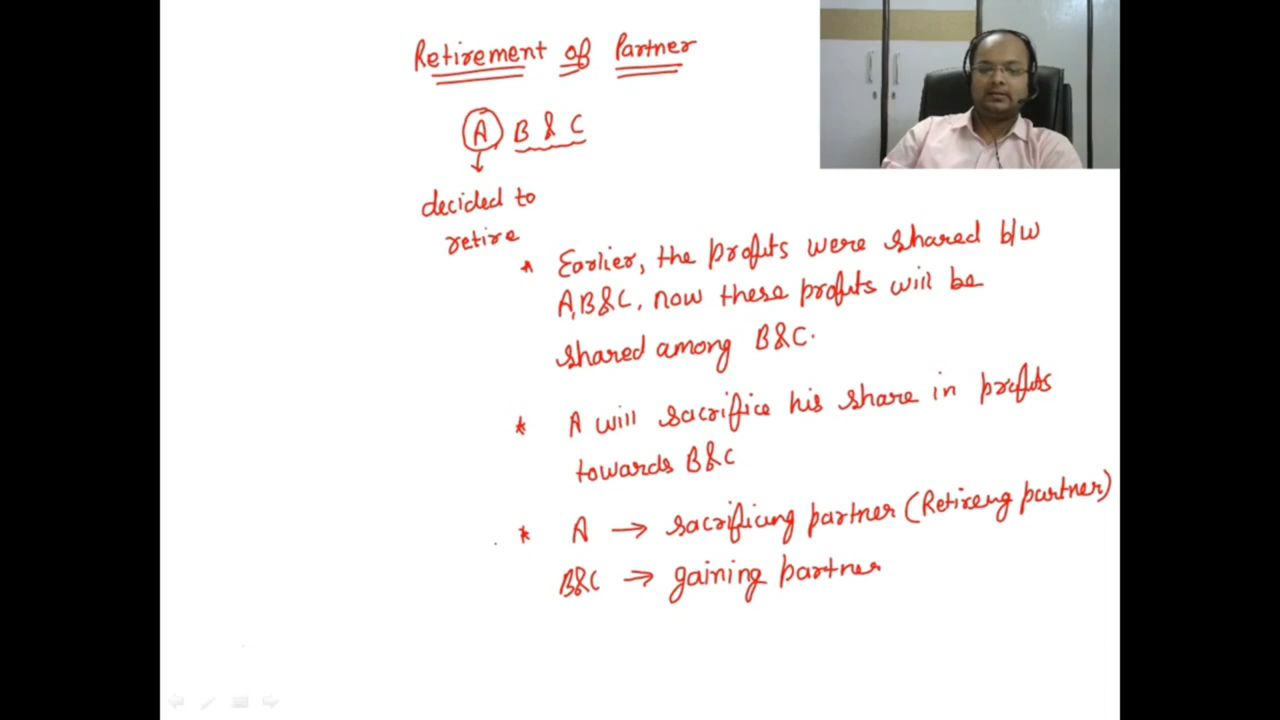 Retirement of Partner
A B & C
decided to
retire
* Earlier, the profits were shared b/w
A, B & C, now these profits will be
shared among B & C.
* A will sacrifice his share in profits
towards B & C
* A → sacrificing partner (Retireng partner)
B & C → gaining partner